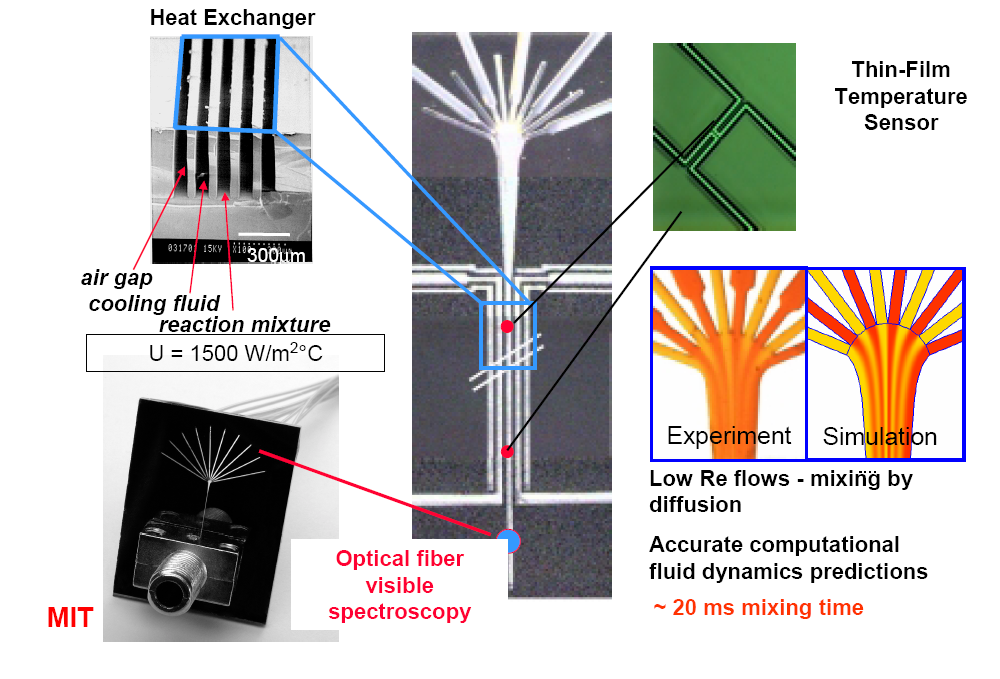 Heat Exchanger
Thin-Film
Temperature
Sensor
15KV
300μm
air gap
cooling fluid
reaction mixture
U = 1500 W/m²°C
Experiment
Simulation
Low Re flows - mixing by
diffusion
Accurate computational
fluid dynamics predictions
~ 20 ms mixing time
Optical fiber
visible
spectroscopy
MIT